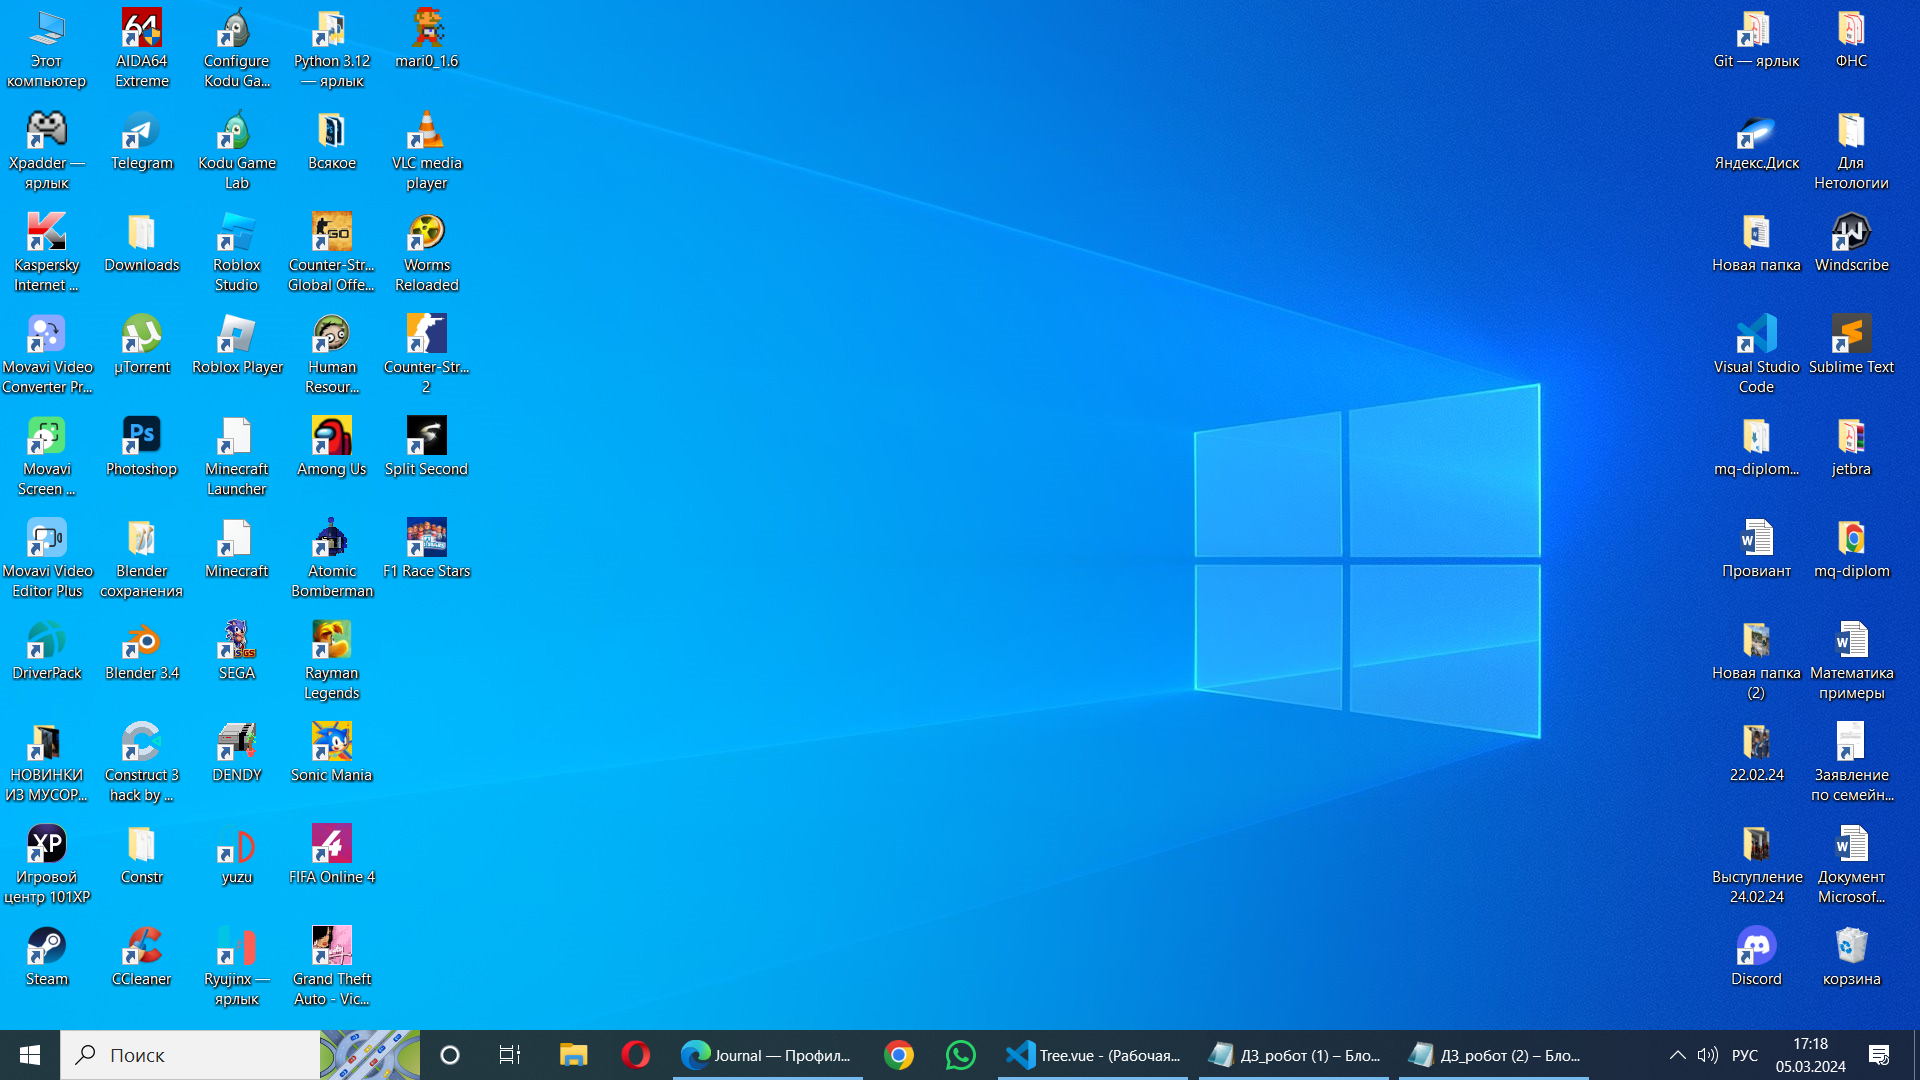 Этот
компьютер
AIDA64
Extreme
Configure
Kodu Ga...
Python 3.12
— ярлык
mari0_1.6
Git — ярлык
ФНС
Xpadder —
ярлык
Telegram
Kodu Game
Lab
Всякое
VLC media
player
Яндекс.Диск
Для
Нетологии
Kaspersky
Internet ...
Downloads
Roblox
Studio
Counter-Str...
Global Offe...
Worms
Reloaded
Новая папка
Windscribe
Movavi Video
Converter Pr...
µTorrent
Roblox Player
Human
Resour...
Counter-Str...
2
Visual Studio
Code
Sublime Text
Movavi
Screen ...
Photoshop
Minecraft
Launcher
Among Us
Split Second
mq-diplom...
jetbra
Movavi Video
Editor Plus
Blender
сохранения
Minecraft
Atomic
Bomberman
F1 Race Stars
Провиант
mq-diplom
DriverPack
Blender 3.4
SEGA
Rayman
Legends
Новая папка
(2)
Математика
примеры
НОВИНКИ
ИЗ МУСОР...
Construct 3
hack by ...
DENDY
Sonic Mania
22.02.24
Заявление
по семейн...
Игровой
центр 101XP
Constr
yuzu
FIFA Online 4
Выступление
24.02.24
Документ
Microsof...
Steam
CCleaner
Ryujinx —
ярлык
Grand Theft
Auto - Vic...
Discord
корзина
Поиск
Journal — Профил...
Tree.vue - (Рабочая...
ДЗ_робот (1) – Бло...
ДЗ_робот (2) – Бло...
РУС
17:18
05.03.2024